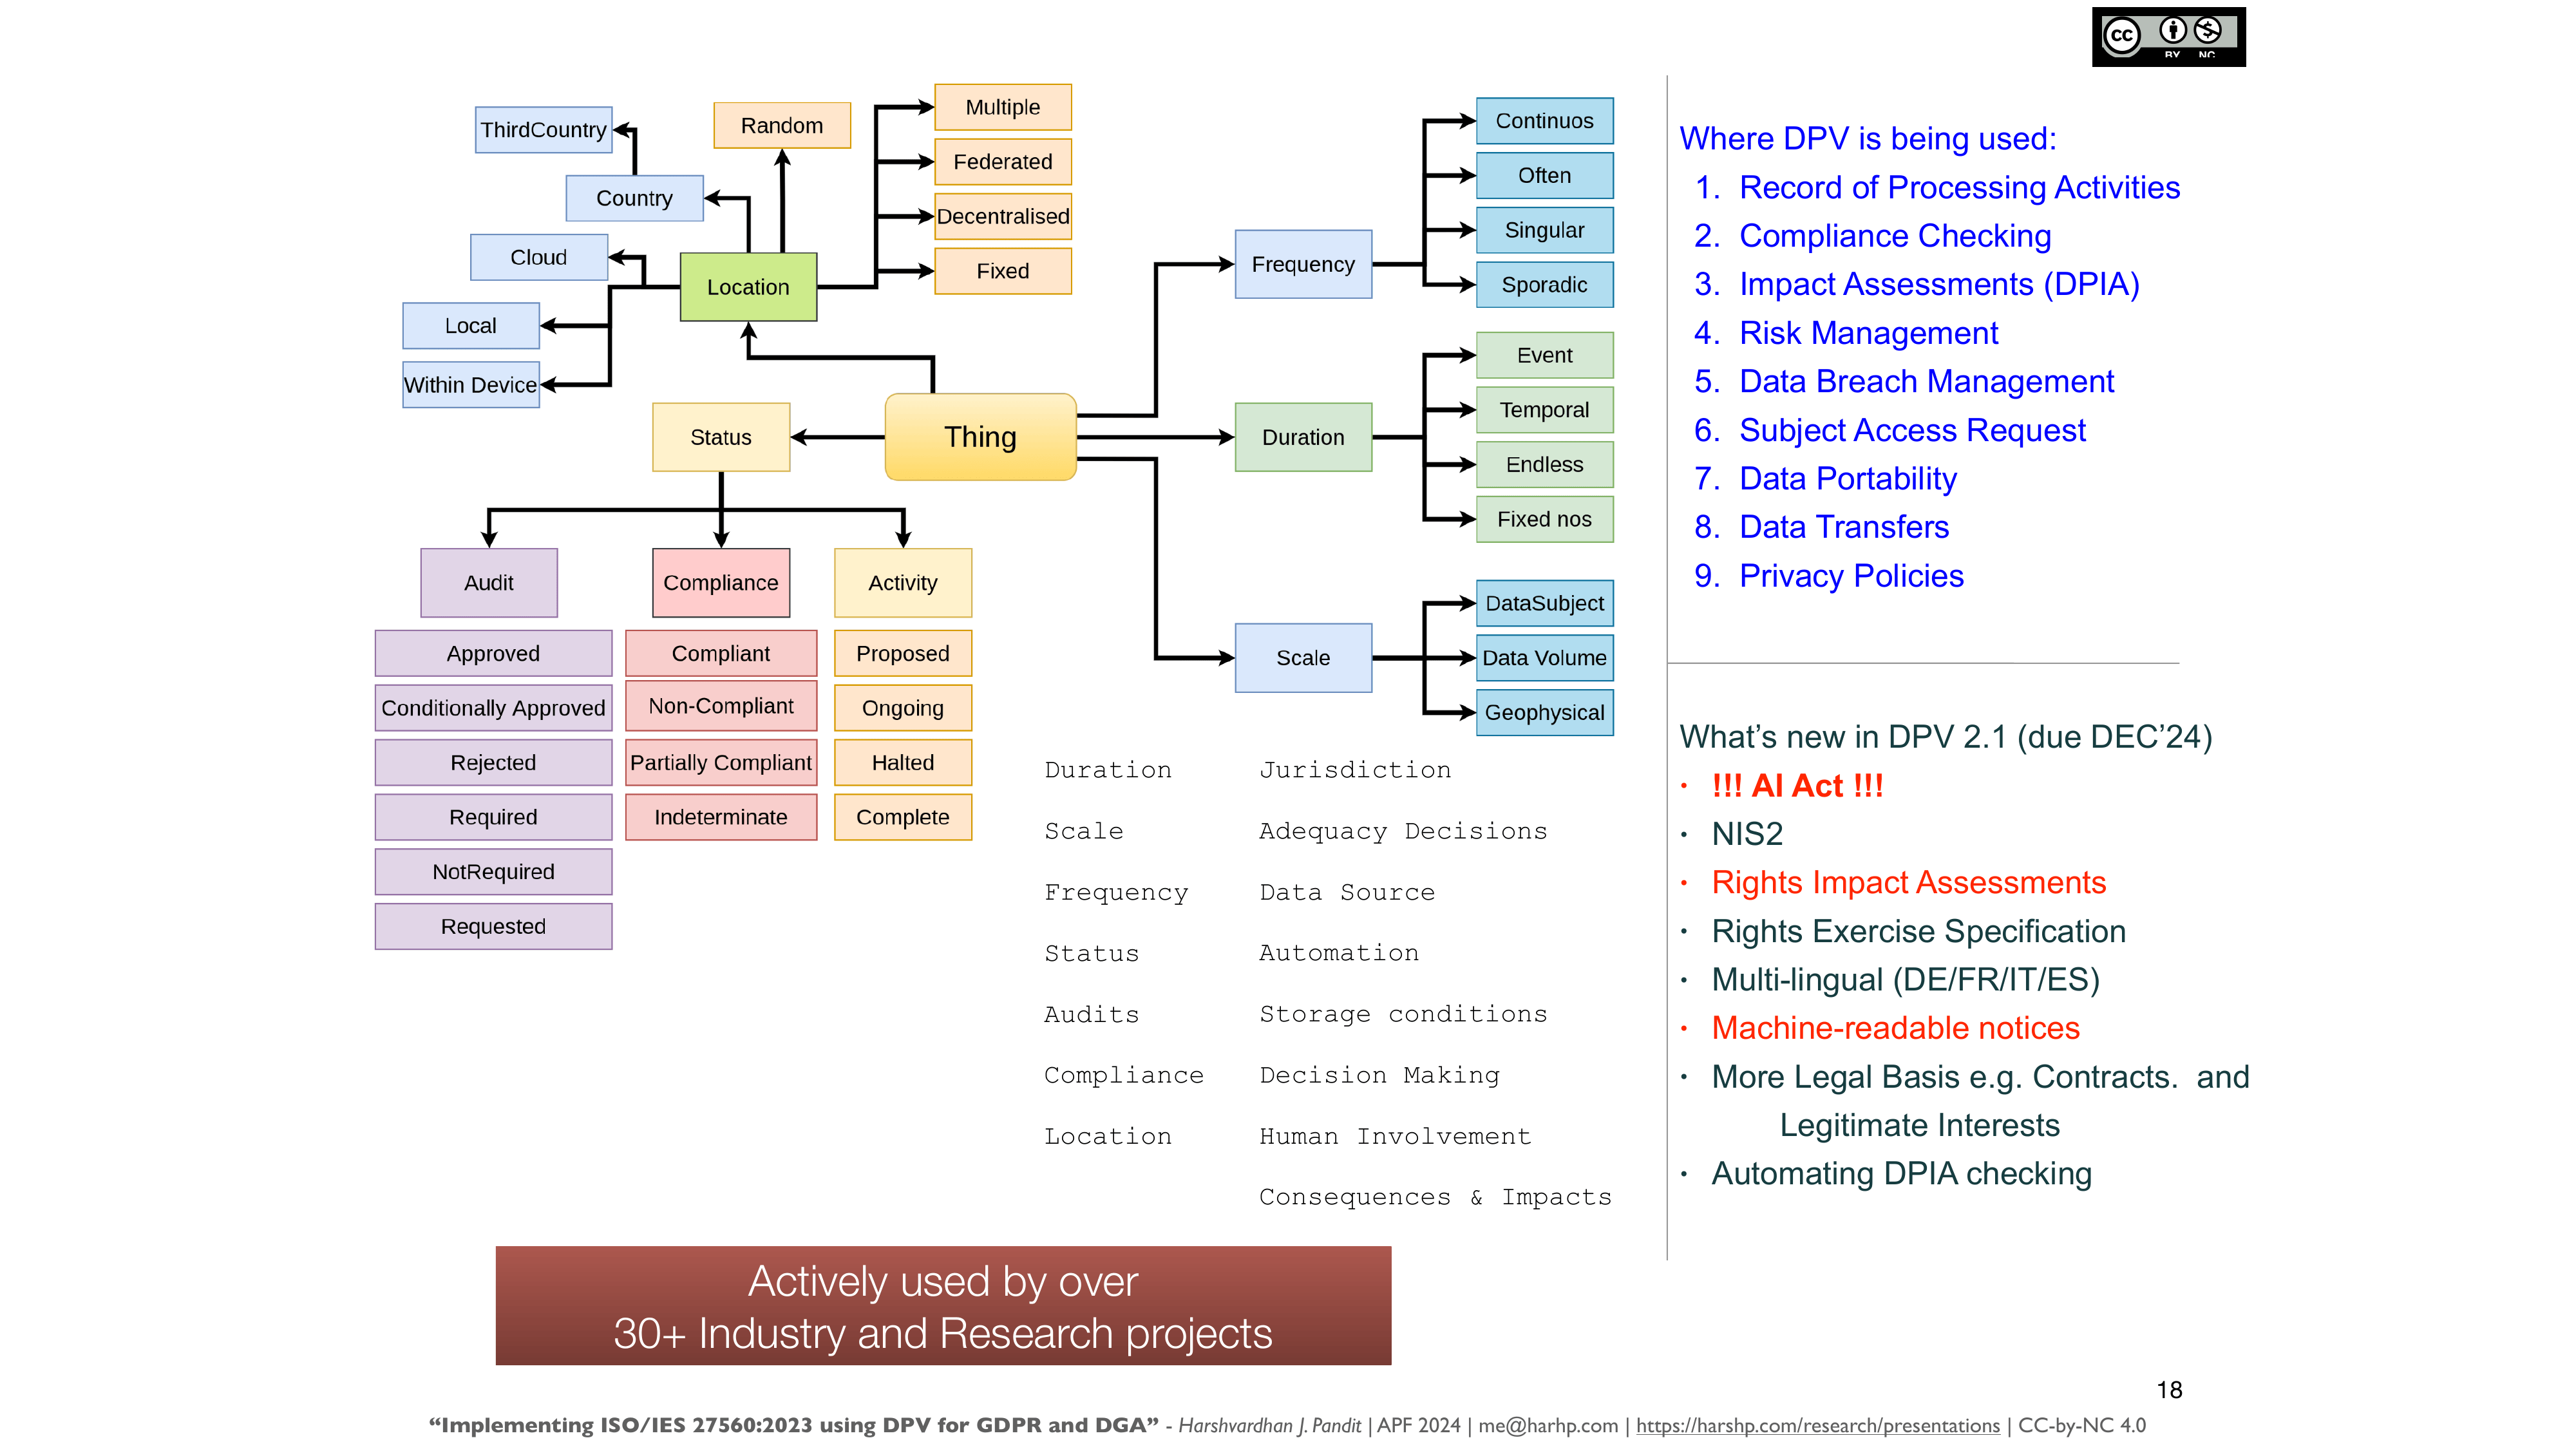 CC
BY NC
ThirdCountry
Random
Country
Cloud
Location
Local
Within Device
Multiple
Federated
Decentralised
Fixed
Thing
Status
Audit
Approved
Conditionally Approved
Rejected
Required
NotRequired
Requested
Compliance
Compliant
Non-Compliant
Partially Compliant
Indeterminate
Activity
Proposed
Ongoing
Halted
Complete
Frequency
Continuos
Often
Singular
Sporadic
Duration
Event
Temporal
Endless
Fixed nos
Scale
DataSubject
Data Volume
Geophysical
Duration
Scale
Frequency
Status
Audits
Compliance
Location
Jurisdiction
Adequacy Decisions
Data Source
Automation
Storage conditions
Decision Making
Human Involvement
Consequences & Impacts
Where DPV is being used:
1. Record of Processing Activities
2. Compliance Checking
3. Impact Assessments (DPIA)
4. Risk Management
5. Data Breach Management
6. Subject Access Request
7. Data Portability
8. Data Transfers
9. Privacy Policies
What’s new in DPV 2.1 (due DEC’24)
• !!! AI Act !!!
• NIS2
• Rights Impact Assessments
• Rights Exercise Specification
• Multi-lingual (DE/FR/IT/ES)
• Machine-readable notices
• More Legal Basis e.g. Contracts. and
Legitimate Interests
• Automating DPIA checking
Actively used by over
30+ Industry and Research projects
18
“Implementing ISO/IES 27560:2023 using DPV for GDPR and DGA” - Harshvardhan J. Pandit | APF 2024 | me@harhp.com | https://harshp.com/research/presentations | CC-by-NC 4.0